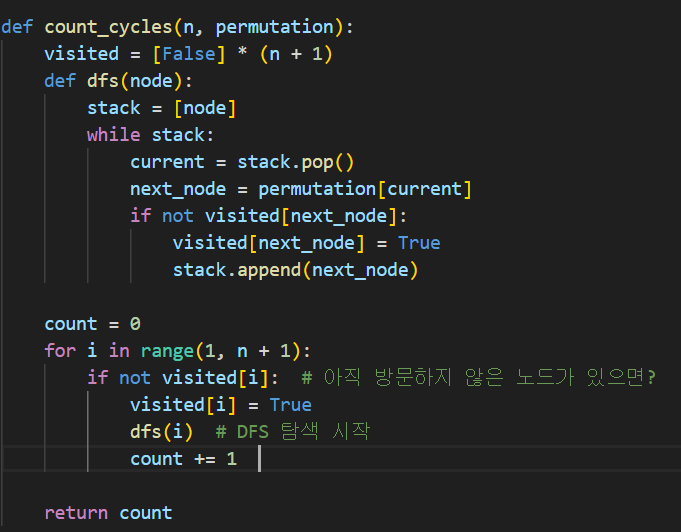 def count_cycles(n, permutation):
    visited = [False] * (n + 1)
    def dfs(node):
        stack = [node]
        while stack:
            current = stack.pop()
            next_node = permutation[current]
            if not visited[next_node]:
                visited[next_node] = True
                stack.append(next_node)

    count = 0
    for i in range(1, n + 1):
        if not visited[i]:  # 아직 방문하지 않은 노드가 있으면?
            visited[i] = True
            dfs(i)  # DFS 탐색 시작
            count += 1

    return count